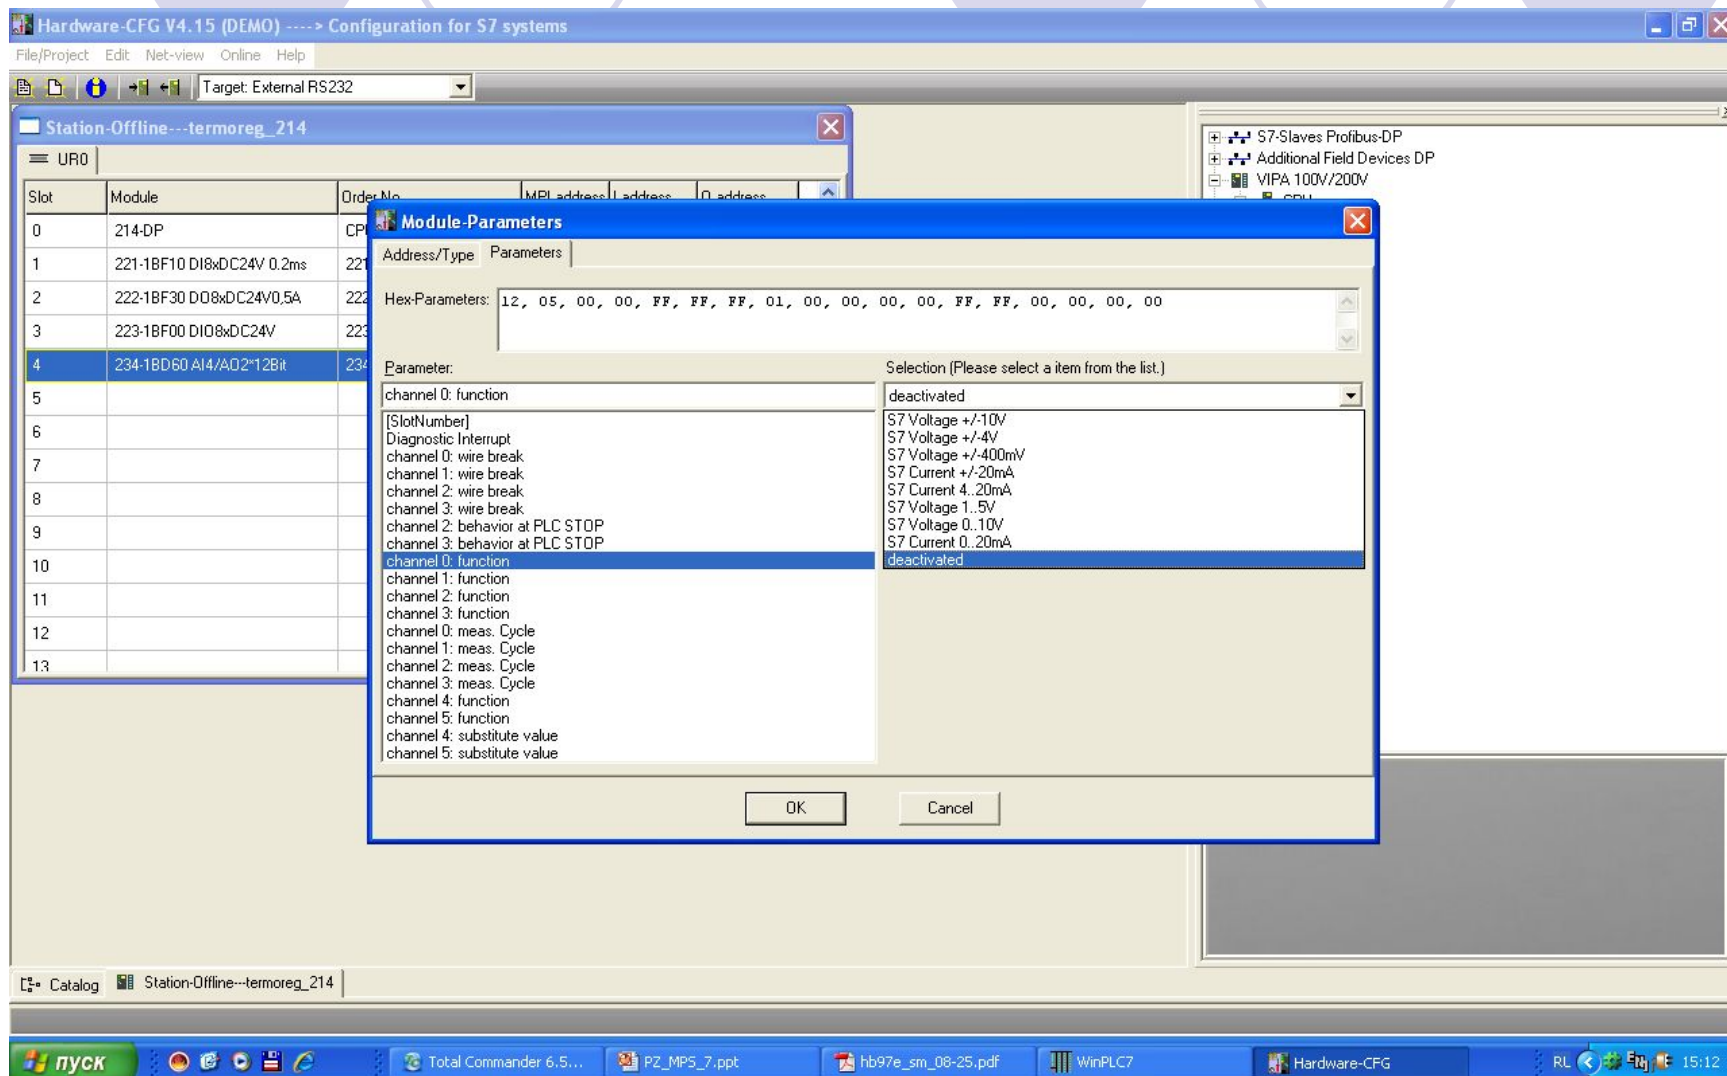 Hardware-CFG V4.15 (DEMO) ----> Configuration for S7 systems
File/Project Edit Net-view Online Help
Target: External RS232
Station-Offline---termoreg_214
UR0
Slot Module Order No MPI address I address Q address
0 214-DP
1 221-1BF10 DI8xDC24V 0.2ms 221
2 222-1BF30 DO8xDC24V0,5A 222
3 223-1BF00 DIO8xDC24V 223
4 234-1BD60 AI4/AO2*12Bit 234
5
6
7
8
9
10
11
12
13
S7-Slaves Profibus-DP
Additional Field Devices DP
VIPA 100V/200V
CPU
Module-Parameters
Address/Type Parameters
Hex-Parameters: 12, 05, 00, 00, FF, FF, FF, 01, 00, 00, 00, 00, FF, FF, 00, 00, 00, 00
Parameter:
channel 0: function
[SlotNumber]
Diagnostic Interrupt
channel 0: wire break
channel 1: wire break
channel 2: wire break
channel 3: wire break
channel 2: behavior at PLC STOP
channel 3: behavior at PLC STOP
channel 0: function
channel 1: function
channel 2: function
channel 3: function
channel 0: meas. Cycle
channel 1: meas. Cycle
channel 2: meas. Cycle
channel 3: meas. Cycle
channel 4: function
channel 5: function
channel 4: substitute value
channel 5: substitute value
Selection (Please select a item from the list.)
deactivated
S7 Voltage +/-10V
S7 Voltage +/-4V
S7 Voltage +/-400mV
S7 Current +/-20mA
S7 Current 4..20mA
S7 Voltage 1..5V
S7 Voltage 0..10V
S7 Current 0..20mA
deactivated
OK Cancel
Catalog Station-Offline---termoreg_214
пуск Total Commander 6.5... PZ_MPS_7.ppt hb97e_sm_08-25.pdf WinPLC7 Hardware-CFG RL 15:12